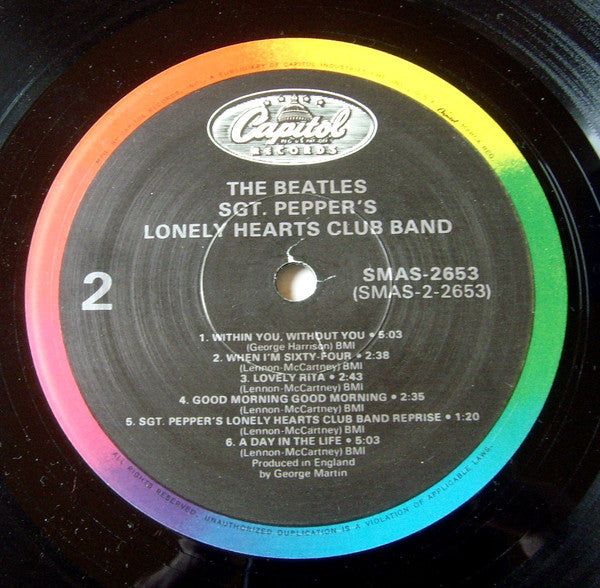 Capitol
RECORDS
THE BEATLES
SGT. PEPPER'S
LONELY HEARTS CLUB BAND
2
SMAS-2653
(SMAS-2-2653)
1. WITHIN YOU, WITHOUT YOU • 5:03
(George Harrison) BMI
2. WHEN I'M SIXTY-FOUR • 2:38
(Lennon-McCartney) BMI
3. LOVELY RITA • 2:43
(Lennon-McCartney) BMI
4. GOOD MORNING GOOD MORNING • 2:35
(Lennon-McCartney) BMI
5. SGT. PEPPER'S LONELY HEARTS CLUB BAND REPRISE • 1:20
(Lennon-McCartney) BMI
6. A DAY IN THE LIFE • 5:03
(Lennon-McCartney) BMI
Produced in England
by George Martin
ALL RIGHTS RESERVED. UNAUTHORIZED DUPLICATION IS A VIOLATION OF APPLICABLE LAWS.
A SUBSIDIARY OF CAPITOL INDUSTRIES